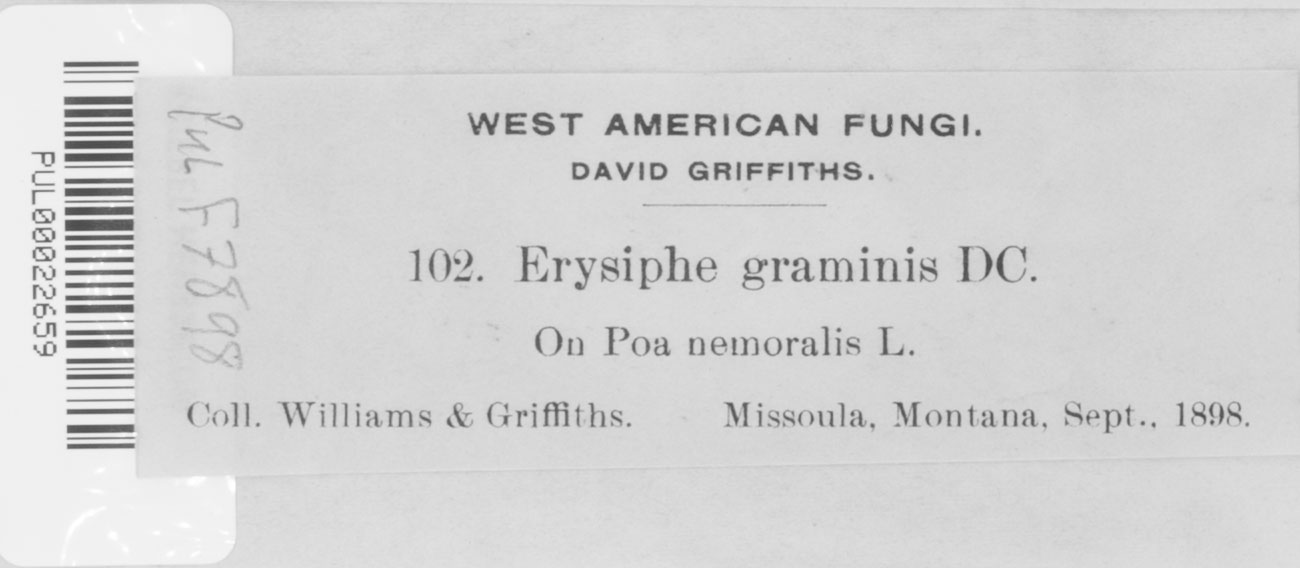 PUL00022659
PUL F7898
WEST AMERICAN FUNGI.
DAVID GRIFFITHS.
102. Erysiphe graminis DC.
On Poa nemoralis L.
Coll. Williams & Griffiths. Missoula, Montana, Sept., 1898.